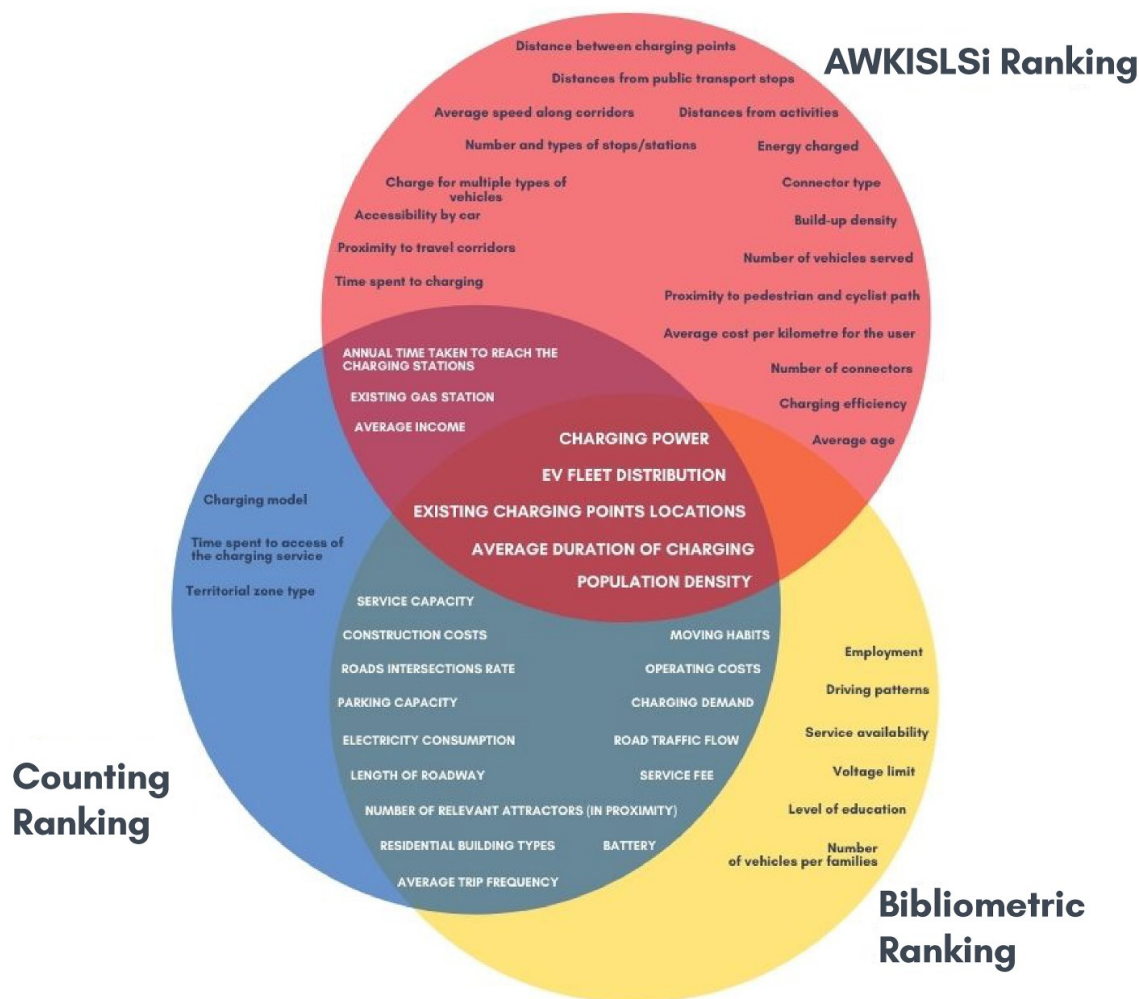 Distance between charging points
AWKISLSi Ranking
Distances from public transport stops
Average speed along corridors
Distances from activities
Number and types of stops/stations
Energy charged
Charge for multiple types of
vehicles
Connector type
Accessibility by car
Build-up density
Proximity to travel corridors
Number of vehicles served
Time spent to charging
Proximity to pedestrian and cyclist path
Average cost per kilometre for the user
ANNUAL TIME TAKEN TO REACH THE
CHARGING STATIONS
Number of connectors
EXISTING GAS STATION
Charging efficiency
AVERAGE INCOME
Average age
CHARGING POWER
EV FLEET DISTRIBUTION
EXISTING CHARGING POINTS LOCATIONS
AVERAGE DURATION OF CHARGING
POPULATION DENSITY
Charging model
Time spent to access of
the charging service
Territorial zone type
SERVICE CAPACITY
CONSTRUCTION COSTS
MOVING HABITS
ROADS INTERSECTIONS RATE
OPERATING COSTS
PARKING CAPACITY
CHARGING DEMAND
ELECTRICITY CONSUMPTION
ROAD TRAFFIC FLOW
LENGTH OF ROADWAY
SERVICE FEE
NUMBER OF RELEVANT ATTRACTORS (IN PROXIMITY)
RESIDENTIAL BUILDING TYPES
BATTERY
AVERAGE TRIP FREQUENCY
Employment
Driving patterns
Service availability
Voltage limit
Level of education
Number
of vehicles per families
Counting
Ranking
Bibliometric
Ranking